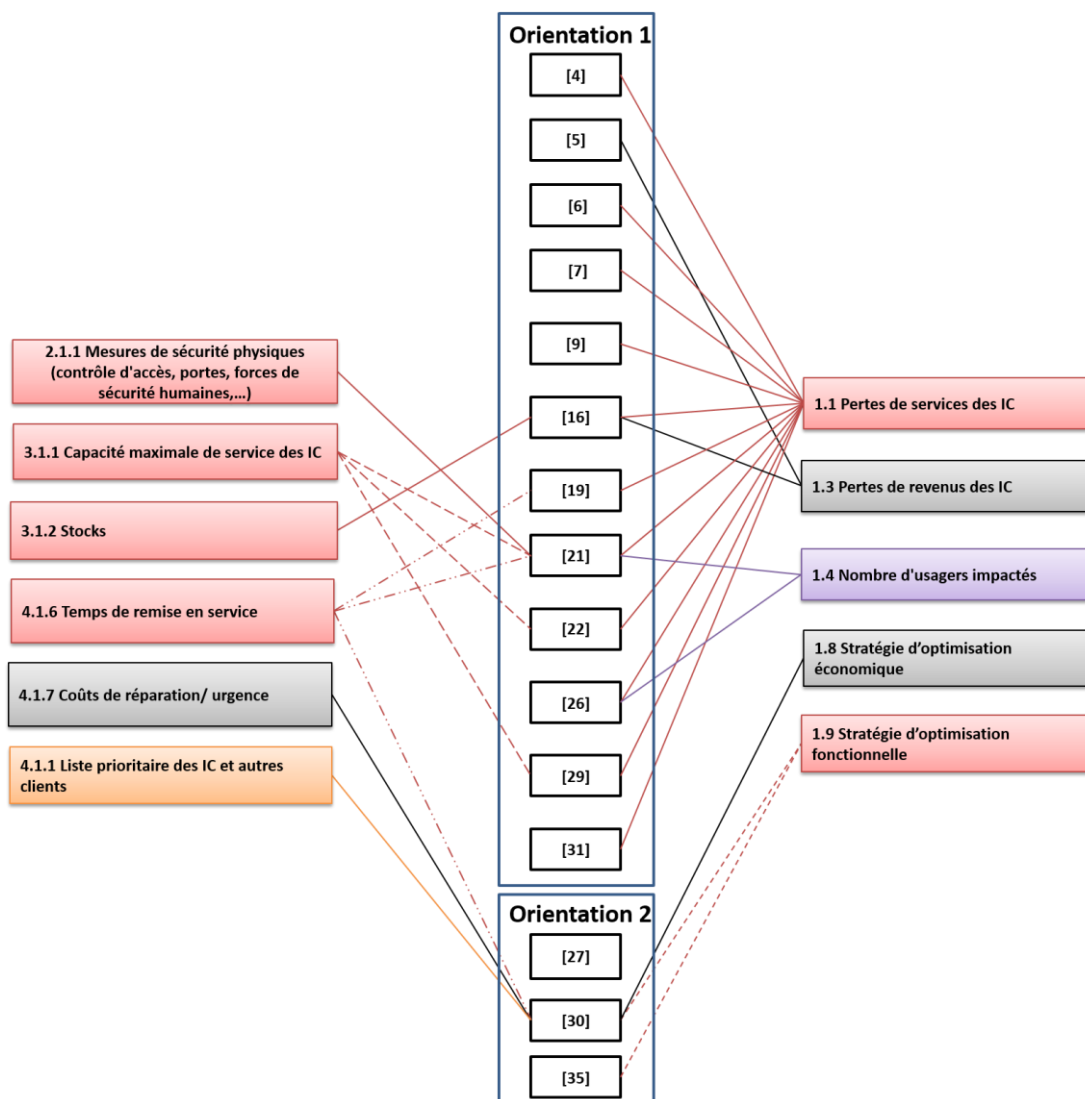 Orientation 1
[4]
[5]
[6]
[7]
[9]
[16]
[19]
[21]
[22]
[26]
[29]
[31]
Orientation 2
[27]
[30]
[35]
2.1.1 Mesures de sécurité physiques
(contrôle d'accès, portes, forces de
sécurité humaines,…)
3.1.1 Capacité maximale de service des IC
3.1.2 Stocks
4.1.6 Temps de remise en service
4.1.7 Coûts de réparation/ urgence
4.1.1 Liste prioritaire des IC et autres
clients
1.1 Pertes de services des IC
1.3 Pertes de revenus des IC
1.4 Nombre d'usagers impactés
1.8 Stratégie d’optimisation
économique
1.9 Stratégie d’optimisation
fonctionnelle